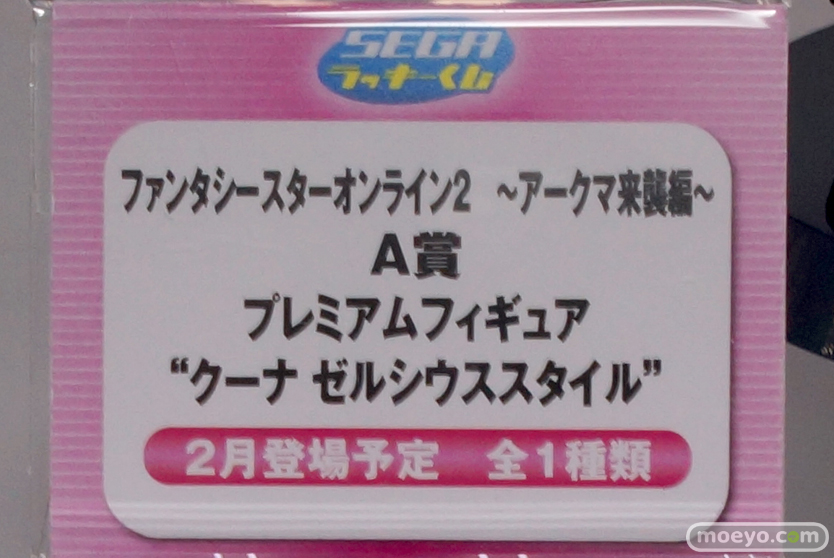 SEGA
ラッキーくじ
ファンタシースターオンライン2 ~アークマ来襲編~
A賞
プレミアムフィギュア
“クーナ ゼルシウススタイル”
2月登場予定 全1種類
moeyo.com